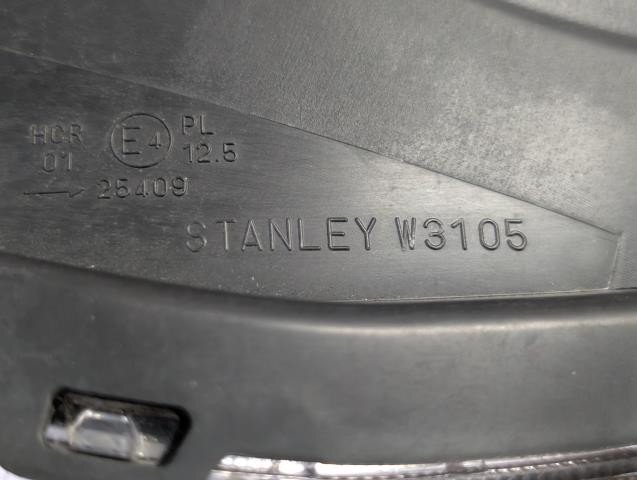 HCR E4 PL
01 12.5
→ 25409
STANLEY W3105